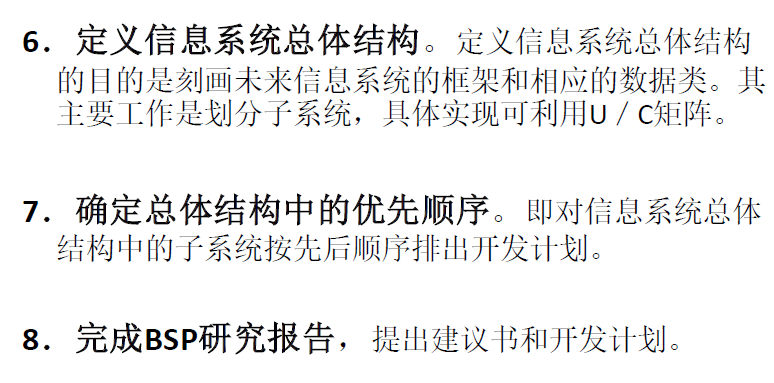 6. 定义信息系统总体结构。定义信息系统总体结构
的目的是刻画未来信息系统的框架和相应的数据类。其
主要工作是划分子系统，具体实现可利用U／C矩阵。
7. 确定总体结构中的优先顺序。即对信息系统总体
结构中的子系统按先后顺序排出开发计划。
8. 完成BSP研究报告，提出建议书和开发计划。